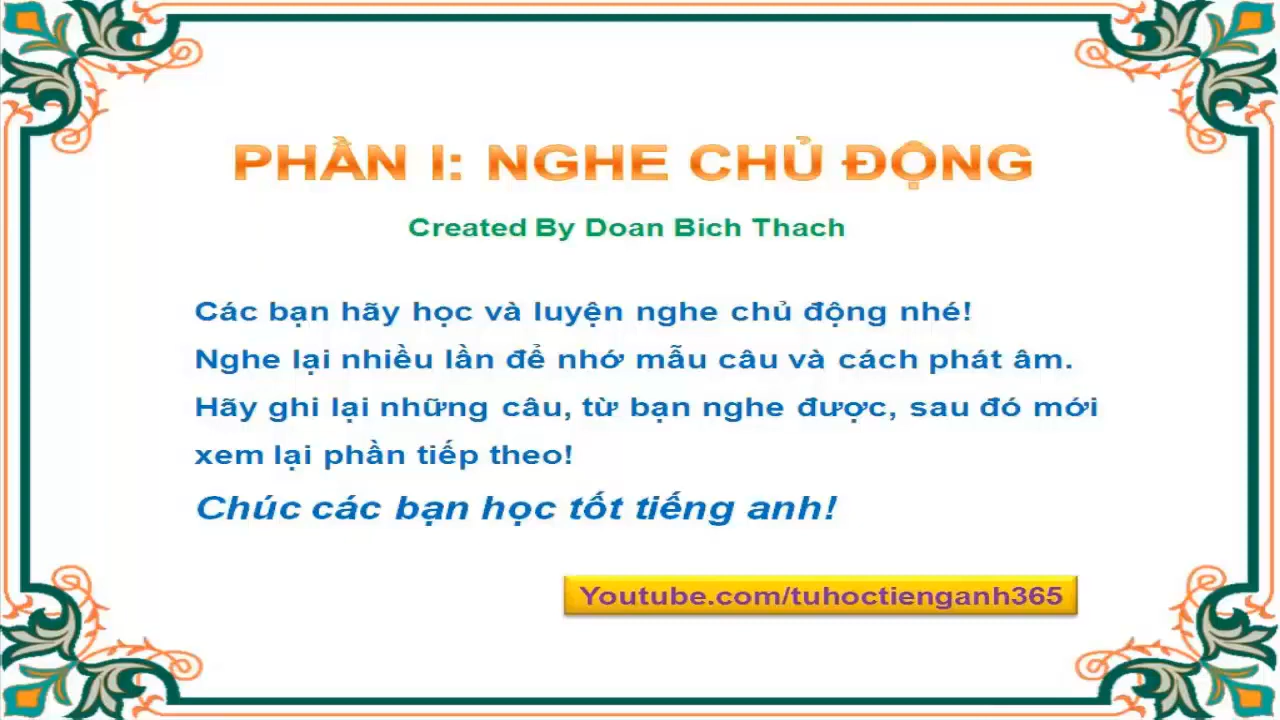 PHẦN I: NGHE CHỦ ĐỘNG
Created By Doan Bich Thach
Các bạn hãy học và luyện nghe chủ động nhé!
Nghe lại nhiều lần để nhớ mẫu câu và cách phát âm.
Hãy ghi lại những câu, từ bạn nghe được, sau đó mới
xem lại phần tiếp theo!
Chúc các bạn học tốt tiếng anh!
Youtube.com/tuhoctienganh365